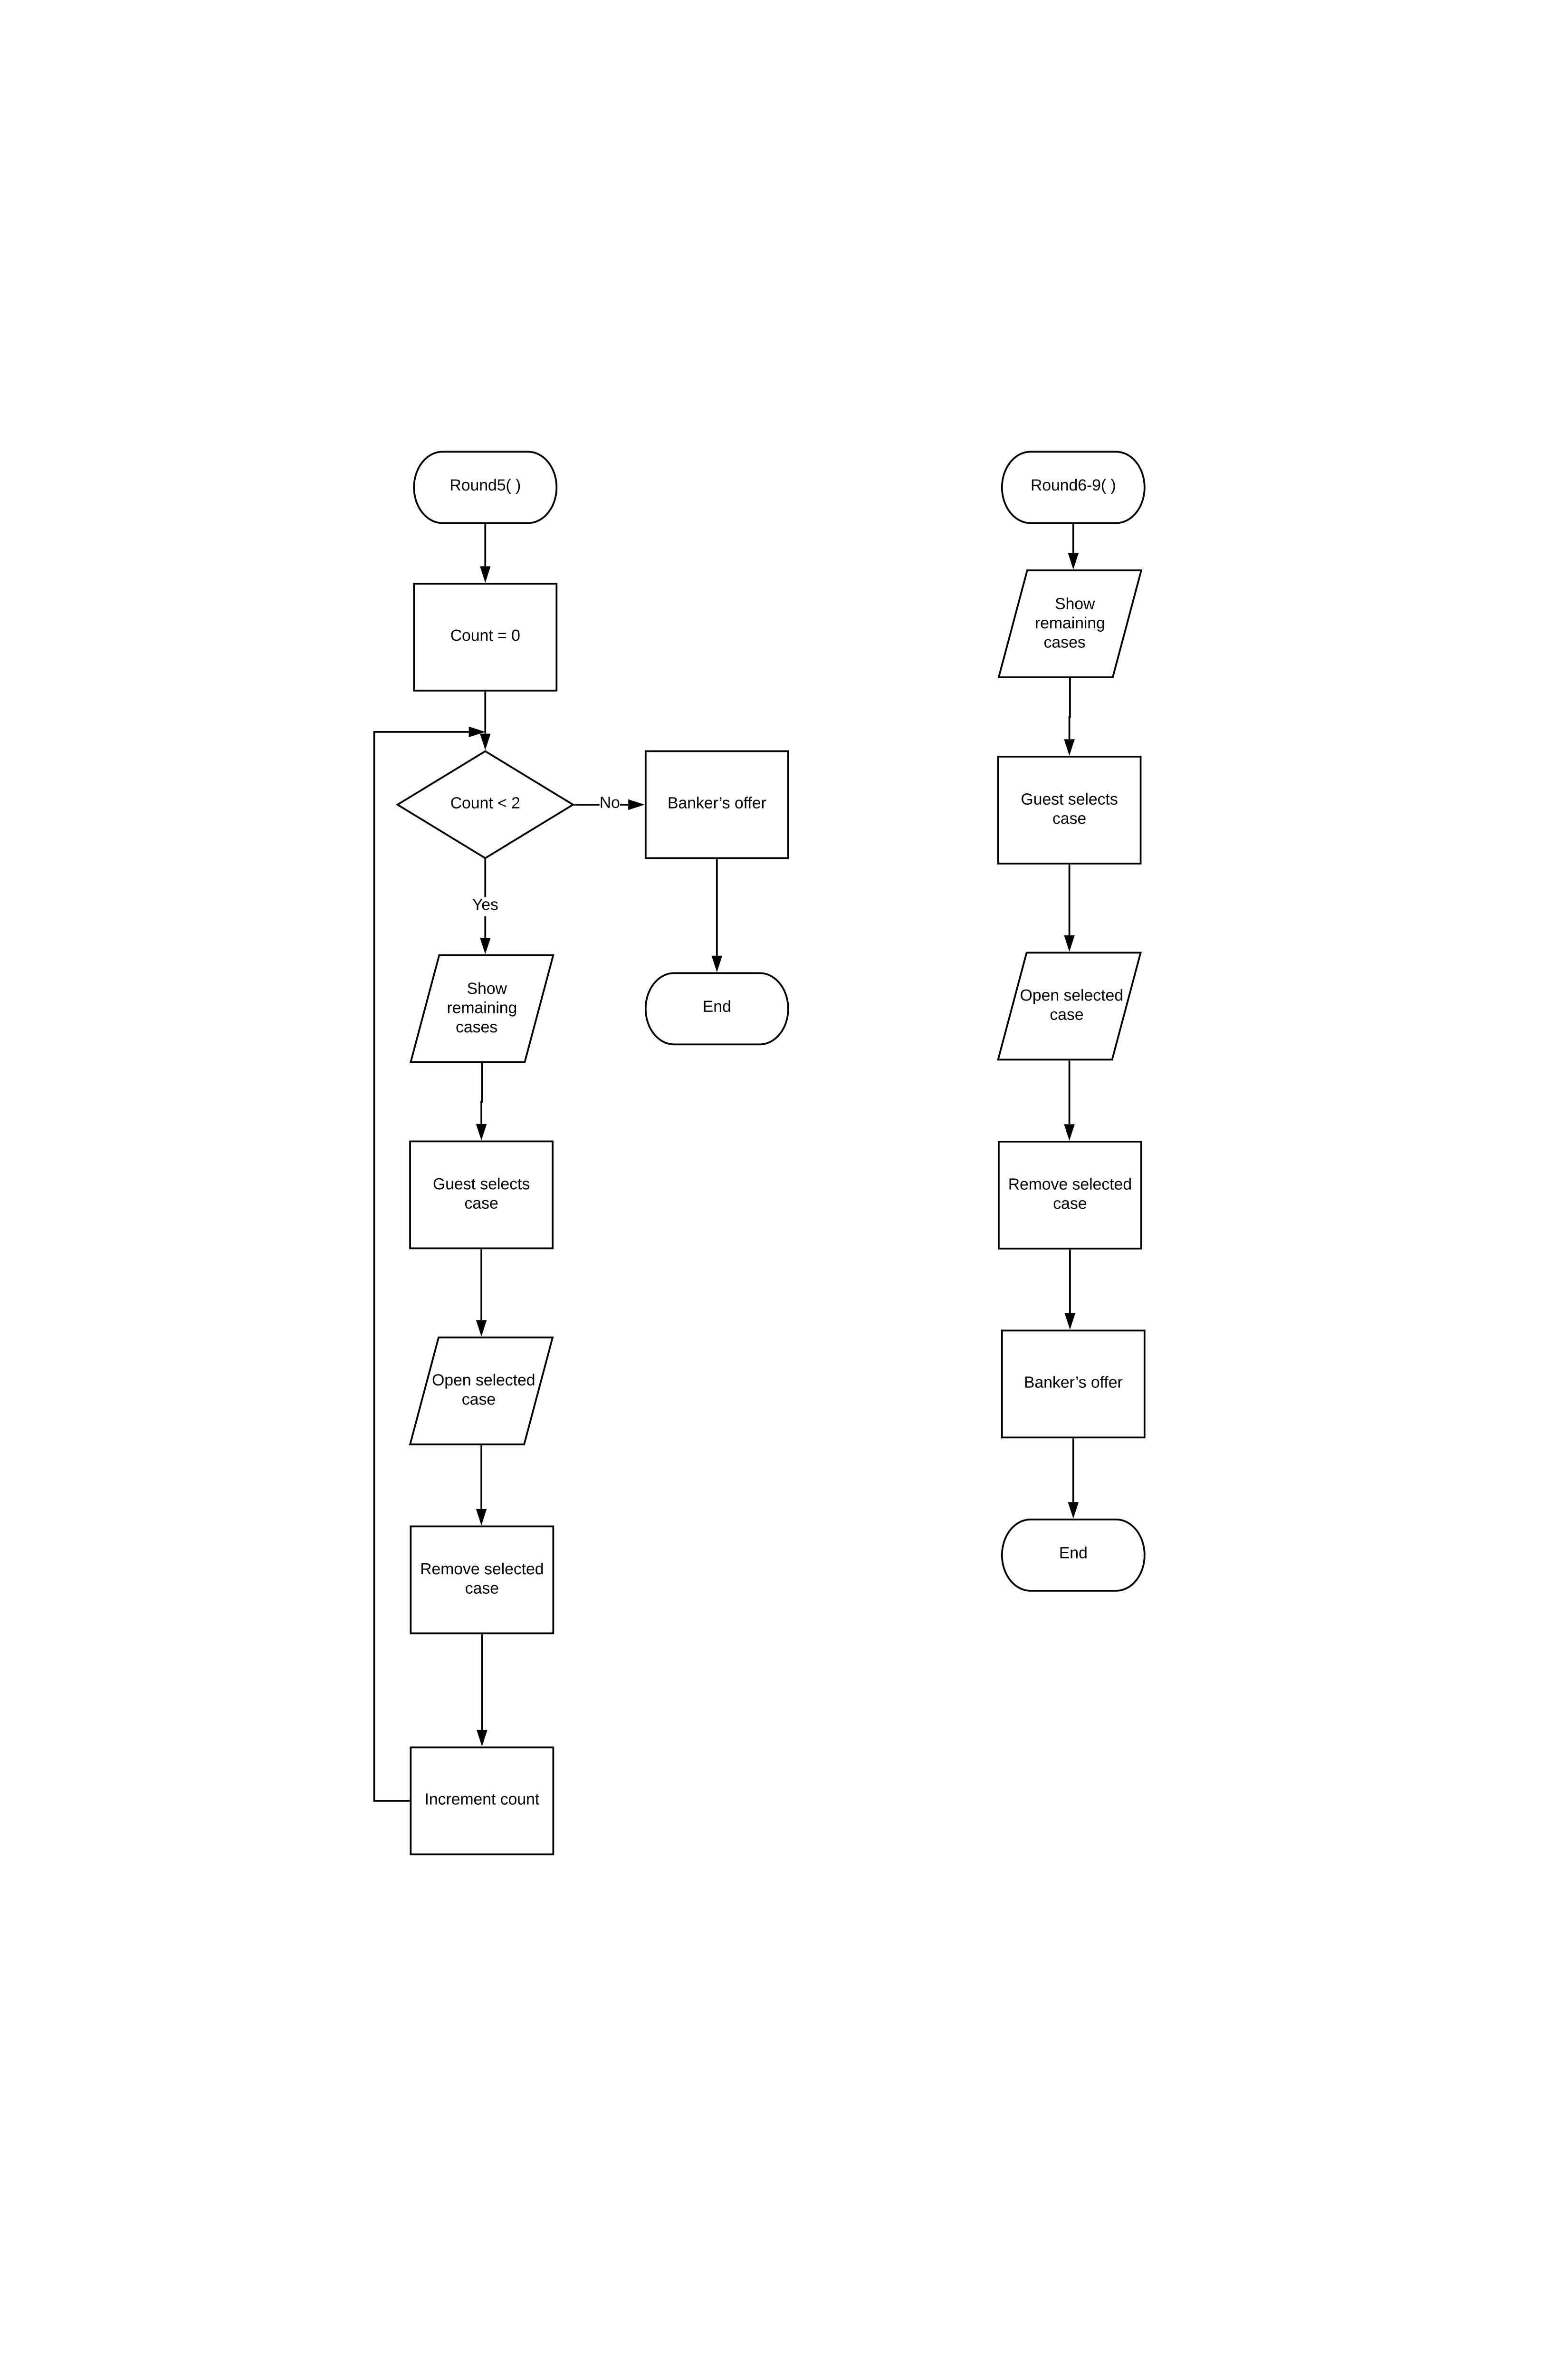 Round5( )
Count = 0
Count < 2
No
Banker’s offer
Yes
Show
remaining
cases
End
Guest selects
case
Open selected
case
Remove selected
case
Increment count
Round6-9( )
Show
remaining
cases
Guest selects
case
Open selected
case
Remove selected
case
Banker’s offer
End